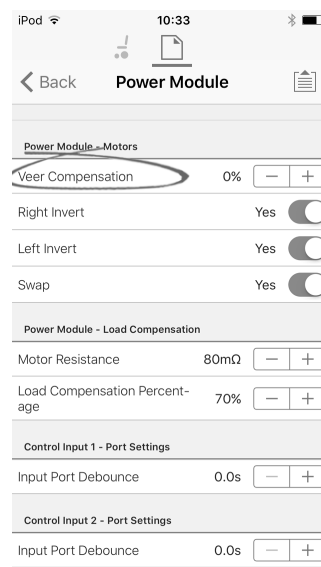 iPod 10:33
Back Power Module
Power Module - Motors
Veer Compensation 0% — +
Right Invert Yes
Left Invert Yes
Swap Yes
Power Module - Load Compensation
Motor Resistance 80mΩ — +
Load Compensation Percent-
age 70% — +
Control Input 1 - Port Settings
Input Port Debounce 0.0s — +
Control Input 2 - Port Settings
Input Port Debounce 0.0s — +